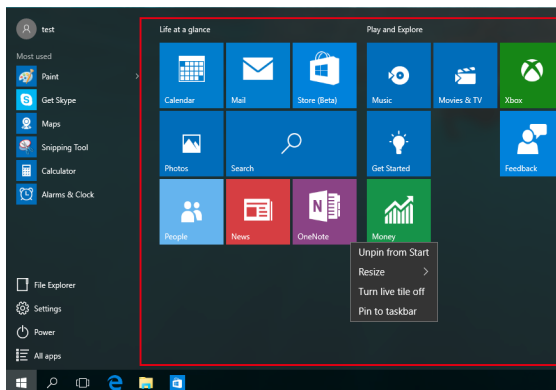 test
Most used
Paint
Get Skype
Maps
Snipping Tool
Calculator
Alarms & Clock
File Explorer
Settings
Power
All apps
Life at a glance
Calendar
Mail
Store (Beta)
Photos
Search
People
News
OneNote
Play and Explore
Music
Movies & TV
Xbox
Get Started
Feedback
Money
Unpin from Start
Resize
Turn live tile off
Pin to taskbar